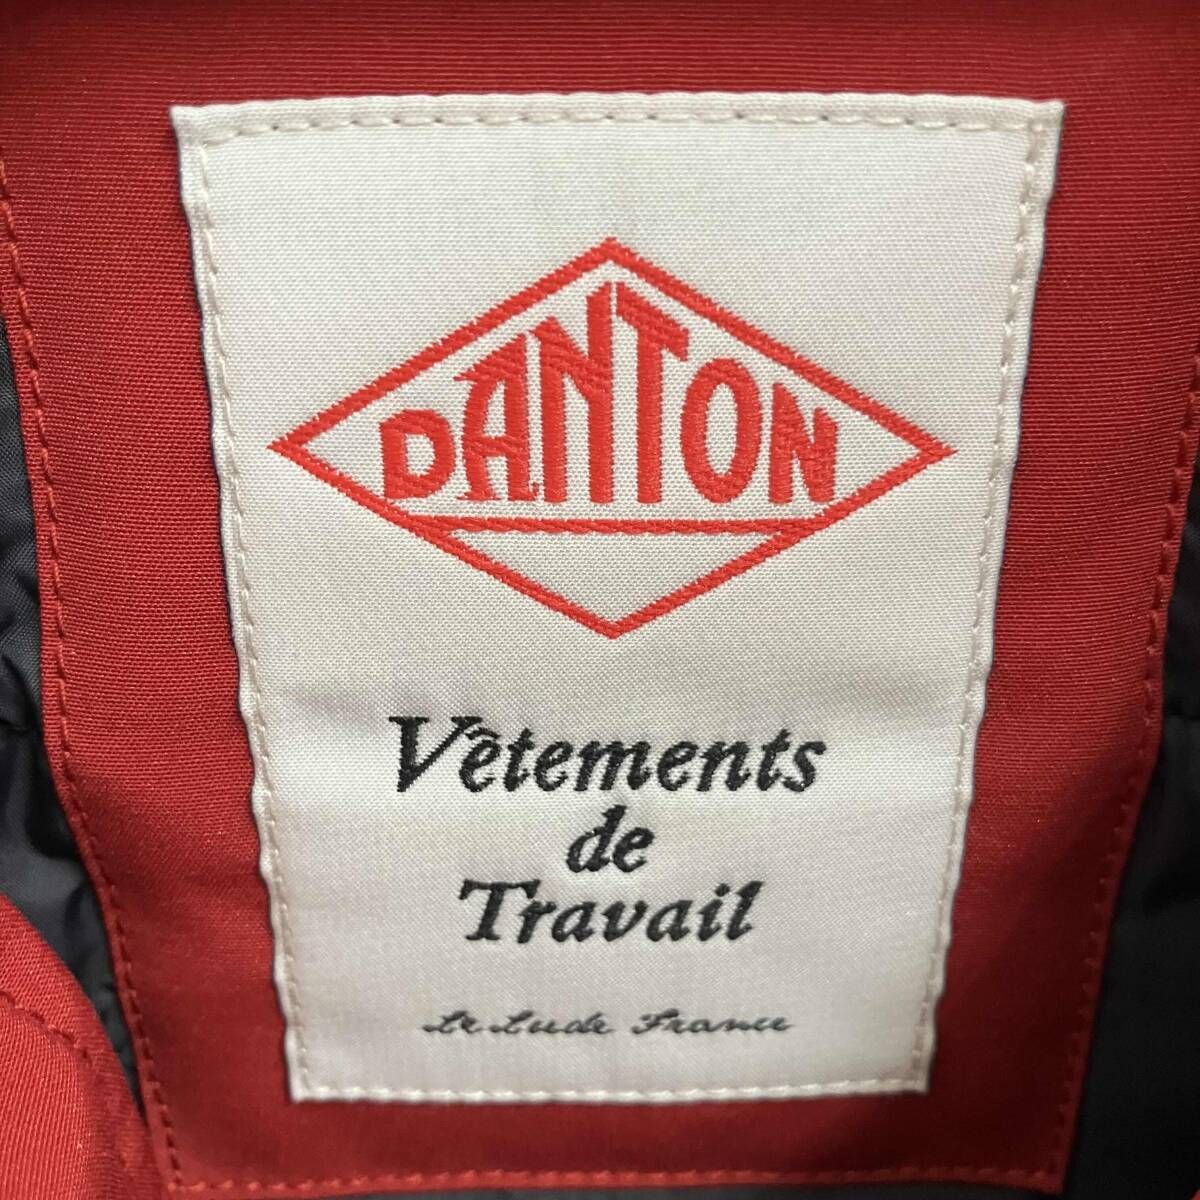 DANTON
Vêtements
de
Travail
Le Lude France